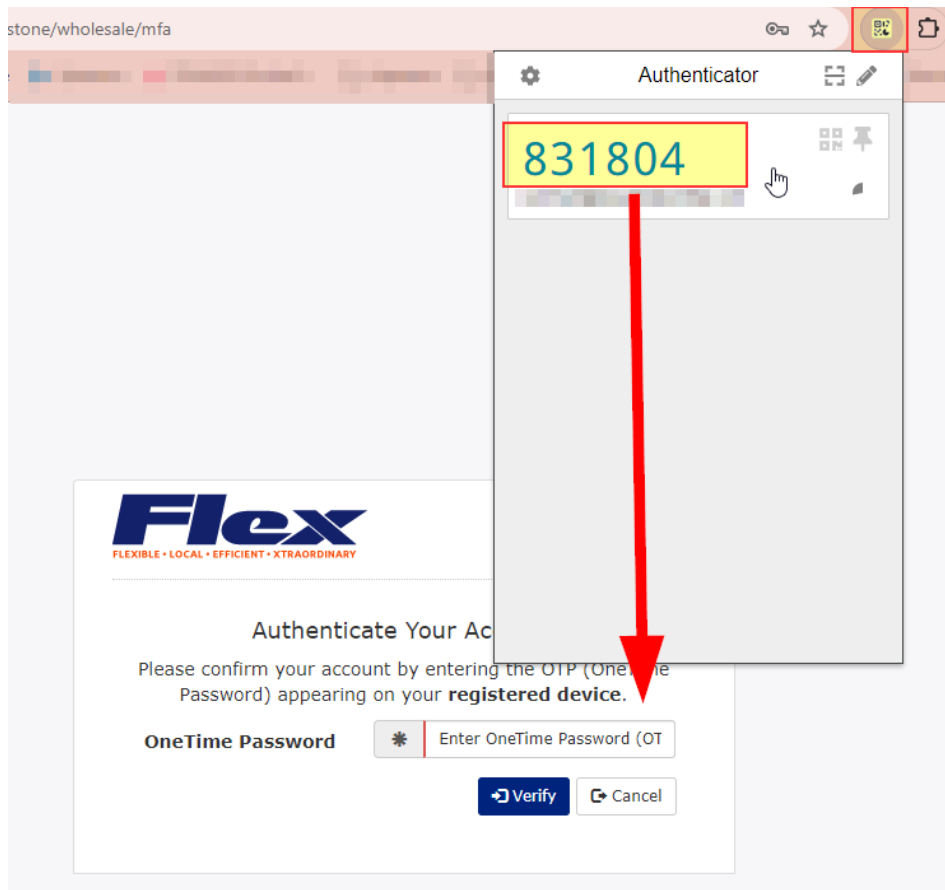 stone/wholesale/mfa
Authenticator
831804
Flex
FLEXIBLE • LOCAL • EFFICIENT • XTRAORDINARY
Authenticate Your Ac
Please confirm your account by entering the OTP (OneTime
Password) appearing on your registered device.
OneTime Password
Enter OneTime Password (OT
Verify
Cancel